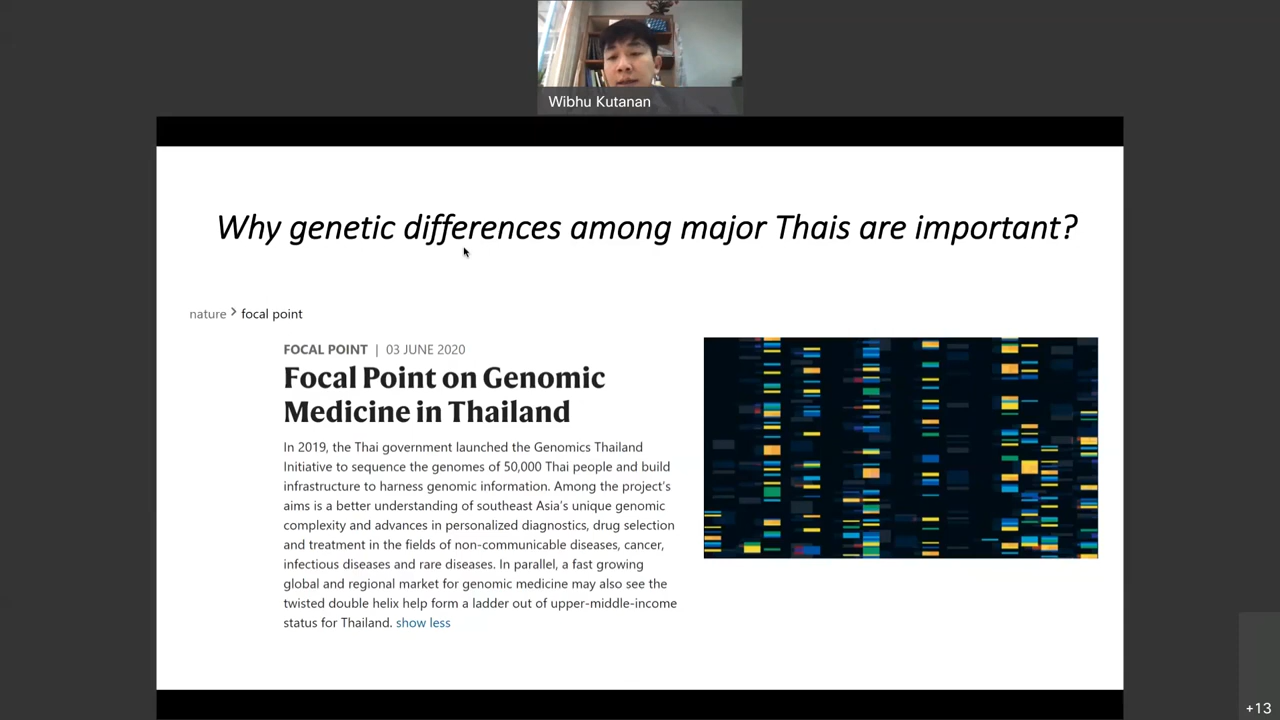 Wibhu Kutanan
Why genetic differences among major Thais are important?
nature > focal point
FOCAL POINT | 03 JUNE 2020
Focal Point on Genomic
Medicine in Thailand
In 2019, the Thai government launched the Genomics Thailand
Initiative to sequence the genomes of 50,000 Thai people and build
infrastructure to harness genomic information. Among the project's
aims is a better understanding of southeast Asia's unique genomic
complexity and advances in personalized diagnostics, drug selection
and treatment in the fields of non-communicable diseases, cancer,
infectious diseases and rare diseases. In parallel, a fast growing
global and regional market for genomic medicine may also see the
twisted double helix help form a ladder out of upper-middle-income
status for Thailand. show less
+13